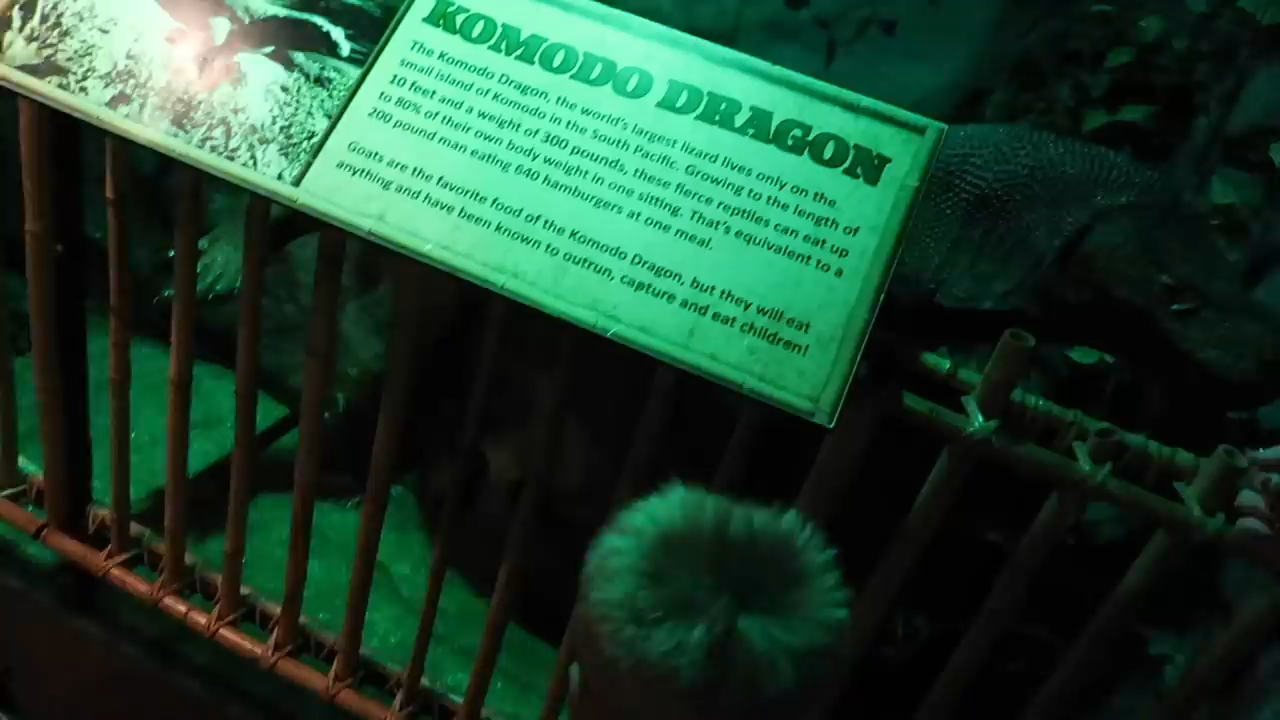 KOMODO DRAGON
The Komodo Dragon, the world's largest lizard lives only on the
small island of Komodo in the South Pacific. Growing to the length of
10 feet and a weight of 300 pounds, these fierce reptiles can eat up
to 80% of their own body weight in one sitting. That's equivalent to a
200 pound man eating 640 hamburgers at one meal.
Goats are the favorite food of the Komodo Dragon, but they will eat
anything and have been known to outrun, capture and eat children!